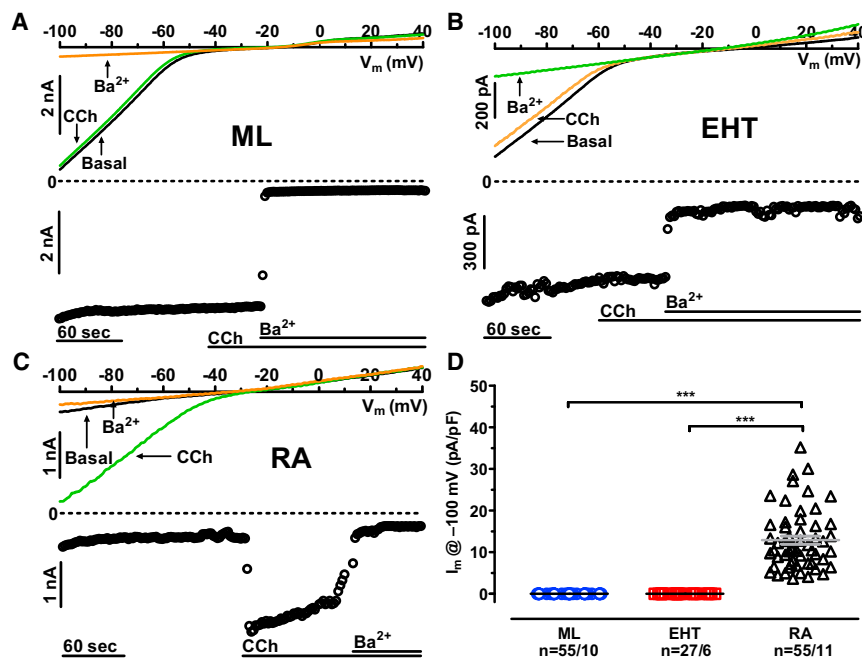 A
-100 -80 -60 -40 -20 0 20 40
V_m (mV)
Ba²⁺
2 nA
CCh
Basal
ML
0
2 nA
60 sec
CCh
Ba²⁺
B
-100 -80 -60 -40 -20 0 20 40
V_m (mV)
200 pA
Ba²⁺
CCh
Basal
EHT
0
300 pA
60 sec
CCh
Ba²⁺
C
-100 -80 -60 -40 -20 0 20 40
V_m (mV)
1 nA
Basal
Ba²⁺
CCh
RA
0
1 nA
60 sec
CCh
Ba²⁺
D
I_m @ −100 mV (pA/pF)
50
40
30
20
10
0
***
***
ML EHT RA
n=55/10 n=27/6 n=55/11